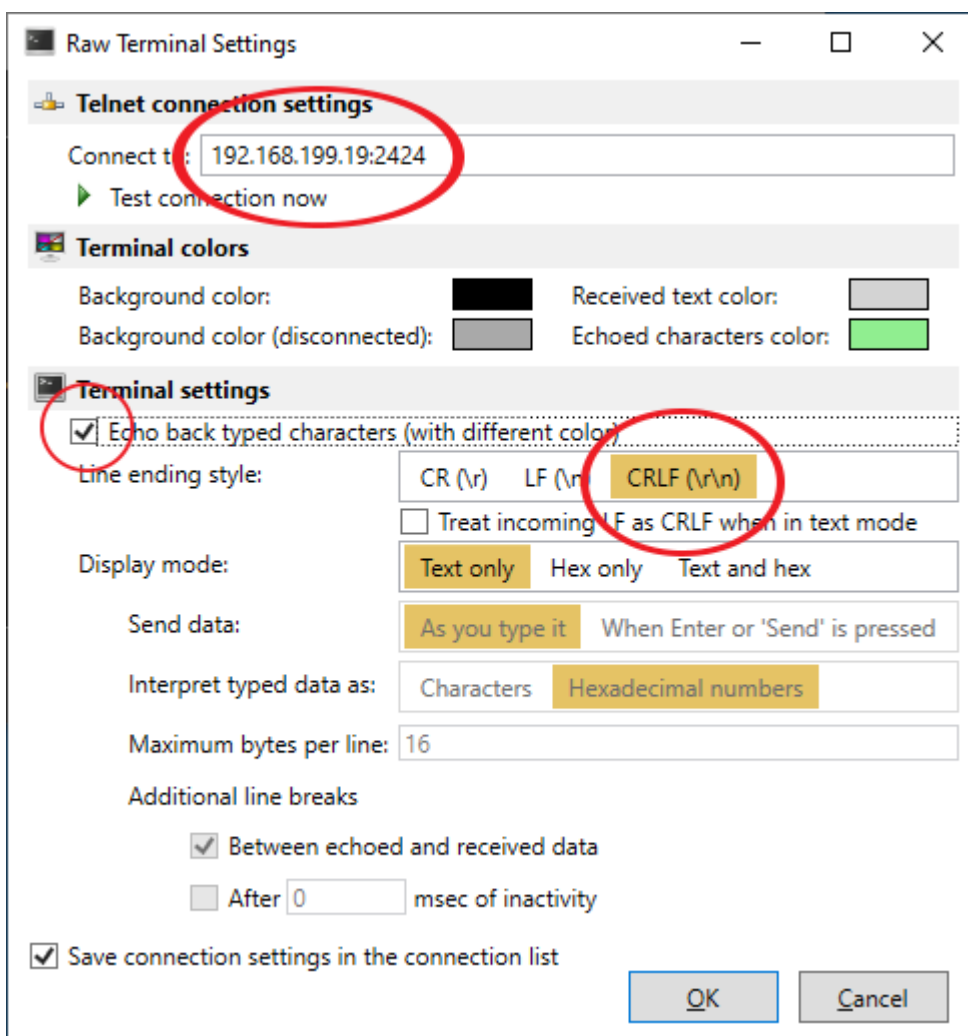 Raw Terminal Settings
Telnet connection settings
Connect to: 192.168.199.19:2424
Test connection now
Terminal colors
Background color: Received text color:
Background color (disconnected): Echoed characters color:
Terminal settings
Echo back typed characters (with different color)
Line ending style: CR (\r) LF (\n) CRLF (\r\n)
Treat incoming LF as CRLF when in text mode
Display mode: Text only Hex only Text and hex
Send data: As you type it When Enter or 'Send' is pressed
Interpret typed data as: Characters Hexadecimal numbers
Maximum bytes per line: 16
Additional line breaks
Between echoed and received data
After 0 msec of inactivity
Save connection settings in the connection list
OK Cancel